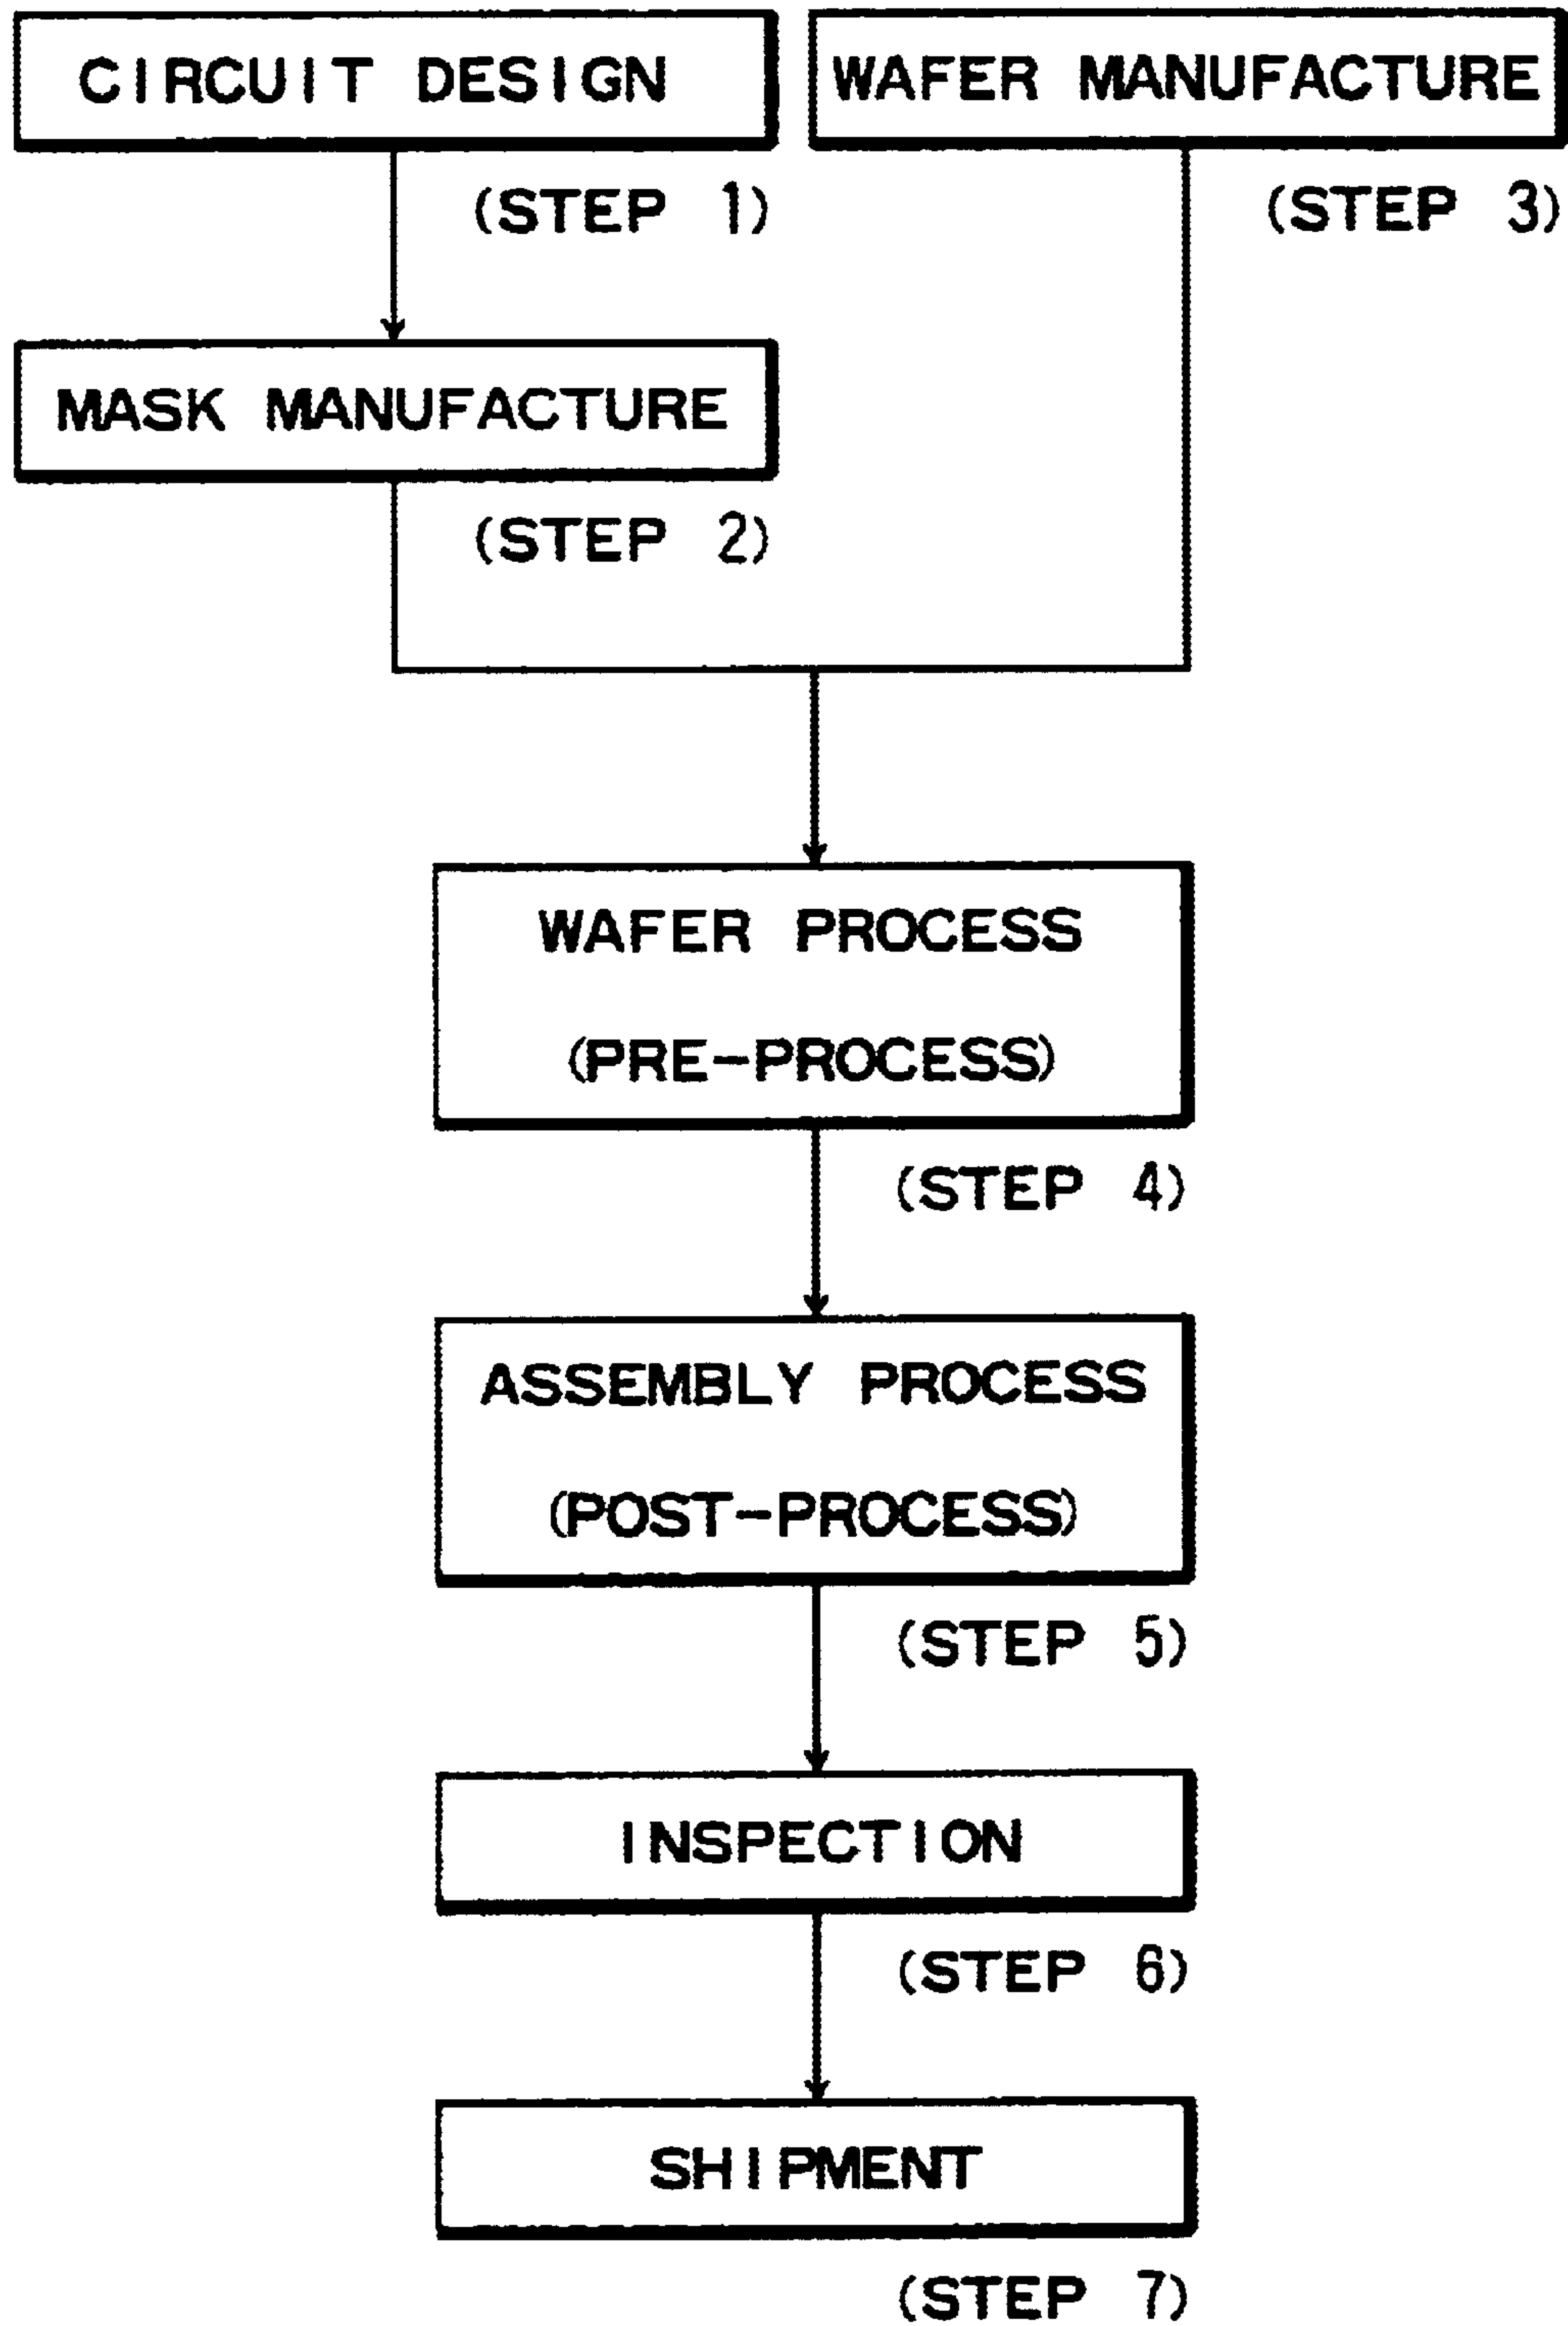 CIRCUIT DESIGN
WAFER MANUFACTURE
(STEP 1)
(STEP 3)
MASK MANUFACTURE
(STEP 2)
WAFER PROCESS
(PRE-PROCESS)
(STEP 4)
ASSEMBLY PROCESS
(POST-PROCESS)
(STEP 5)
INSPECTION
(STEP 6)
SHIPMENT
(STEP 7)